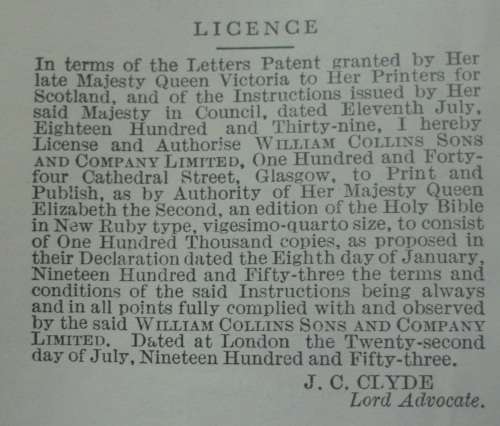 LICENCE
In terms of the Letters Patent granted by Her
late Majesty Queen Victoria to Her Printers for
Scotland, and of the Instructions issued by Her
said Majesty in Council, dated Eleventh July,
Eighteen Hundred and Thirty-nine, I hereby
License and Authorise WILLIAM COLLINS SONS
AND COMPANY LIMITED, One Hundred and Forty-
four Cathedral Street, Glasgow, to Print and
Publish, as by Authority of Her Majesty Queen
Elizabeth the Second, an edition of the Holy Bible
in New Ruby type, vigesimo-quarto size, to consist
of One Hundred Thousand copies, as proposed in
their Declaration dated the Eighth day of January,
Nineteen Hundred and Fifty-three the terms and
conditions of the said Instructions being always
and in all points fully complied with and observed
by the said WILLIAM COLLINS SONS AND COMPANY
LIMITED. Dated at London the Twenty-second
day of July, Nineteen Hundred and Fifty-three.
J. C. CLYDE
Lord Advocate.